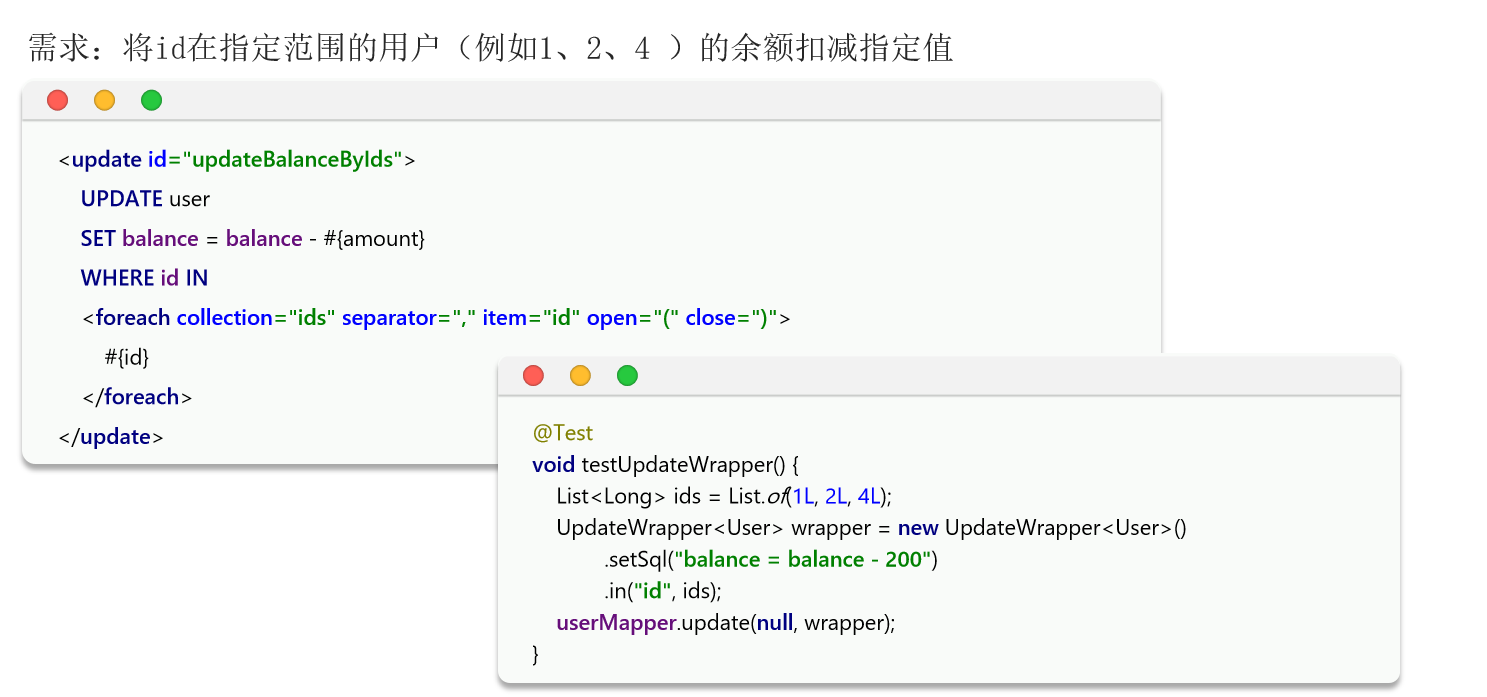 需求：将id在指定范围的用户（例如1、2、4 ）的余额扣减指定值
<update id="updateBalanceByIds">
UPDATE user
SET balance = balance - #{amount}
WHERE id IN
<foreach collection="ids" separator="," item="id" open="(" close=")">
#{id}
</foreach>
</update>
@Test
void testUpdateWrapper() {
List<Long> ids = List.of(1L, 2L, 4L);
UpdateWrapper<User> wrapper = new UpdateWrapper<User>()
.setSql("balance = balance - 200")
.in("id", ids);
userMapper.update(null, wrapper);
}